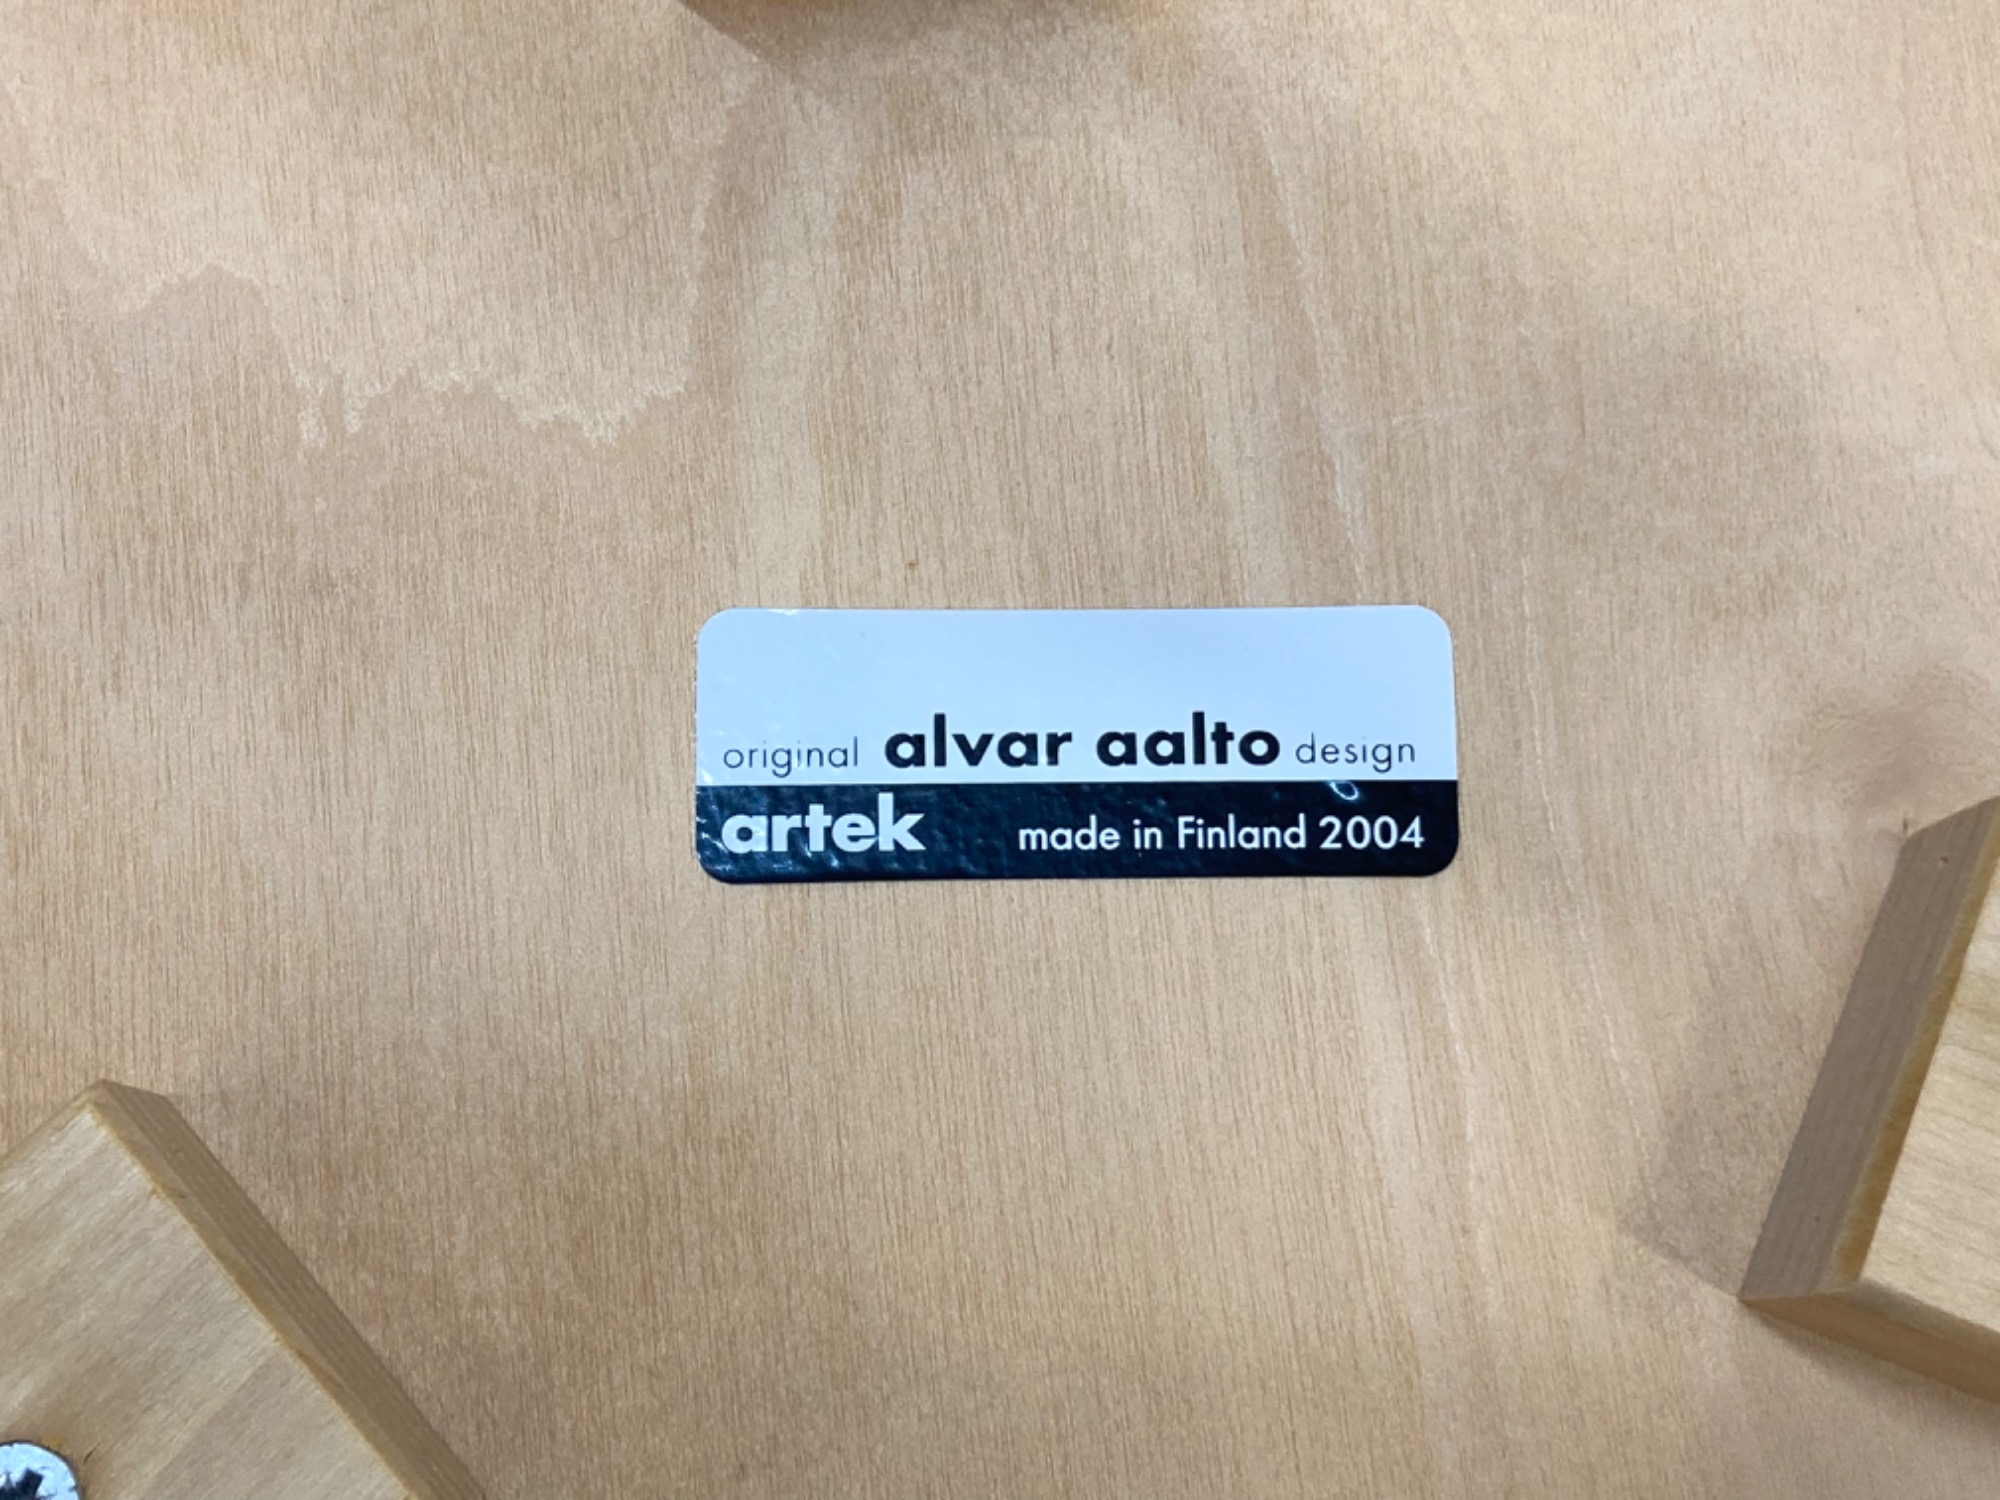 original alvar aalto design
artek made in Finland 2004